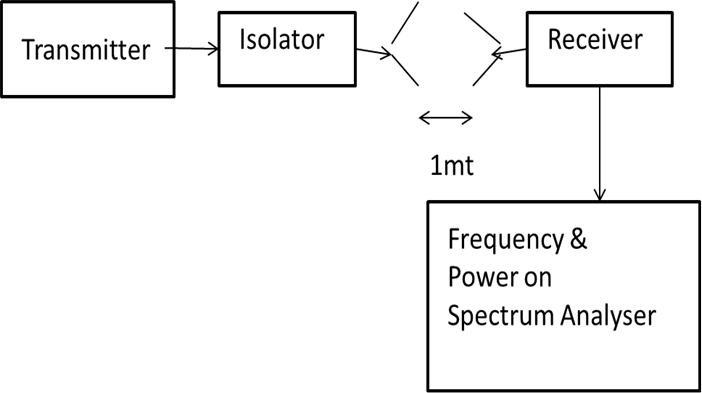 Transmitter
Isolator
Receiver
1mt
Frequency &
Power on
Spectrum Analyser